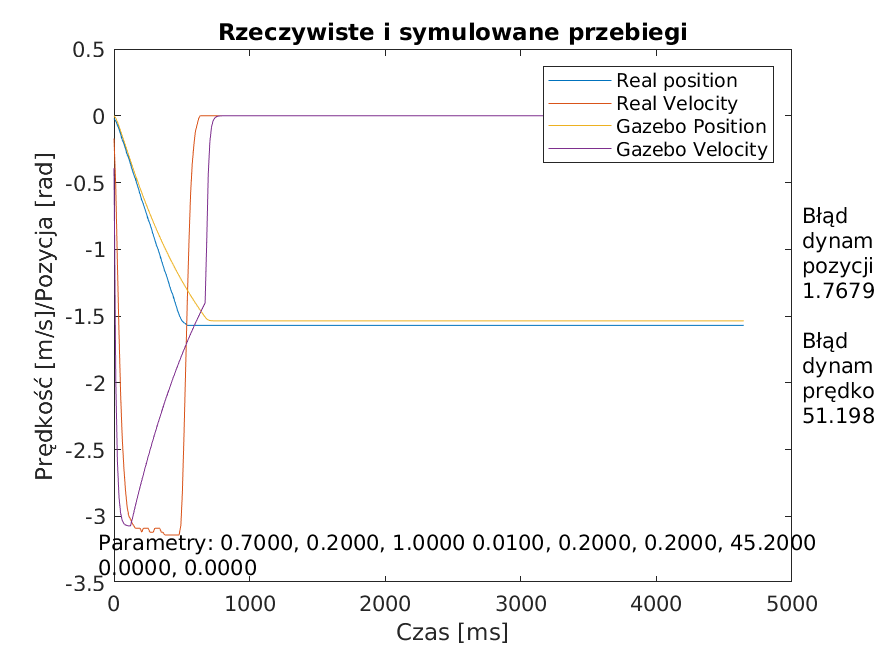 Rzeczywiste i symulowane przebiegi
0.5
0
-0.5
-1
-1.5
-2
-2.5
-3
-3.5
Prędkość [m/s]/Pozycja [rad]
Real position
Real Velocity
Gazebo Position
Gazebo Velocity
Błąd
dynam
pozycji
1.7679
Błąd
dynam
prędko
51.198
Parametry: 0.7000, 0.2000, 1.0000 0.0100, 0.2000, 0.2000, 45.2000
0.0000, 0.0000
0
1000
2000
3000
4000
5000
Czas [ms]